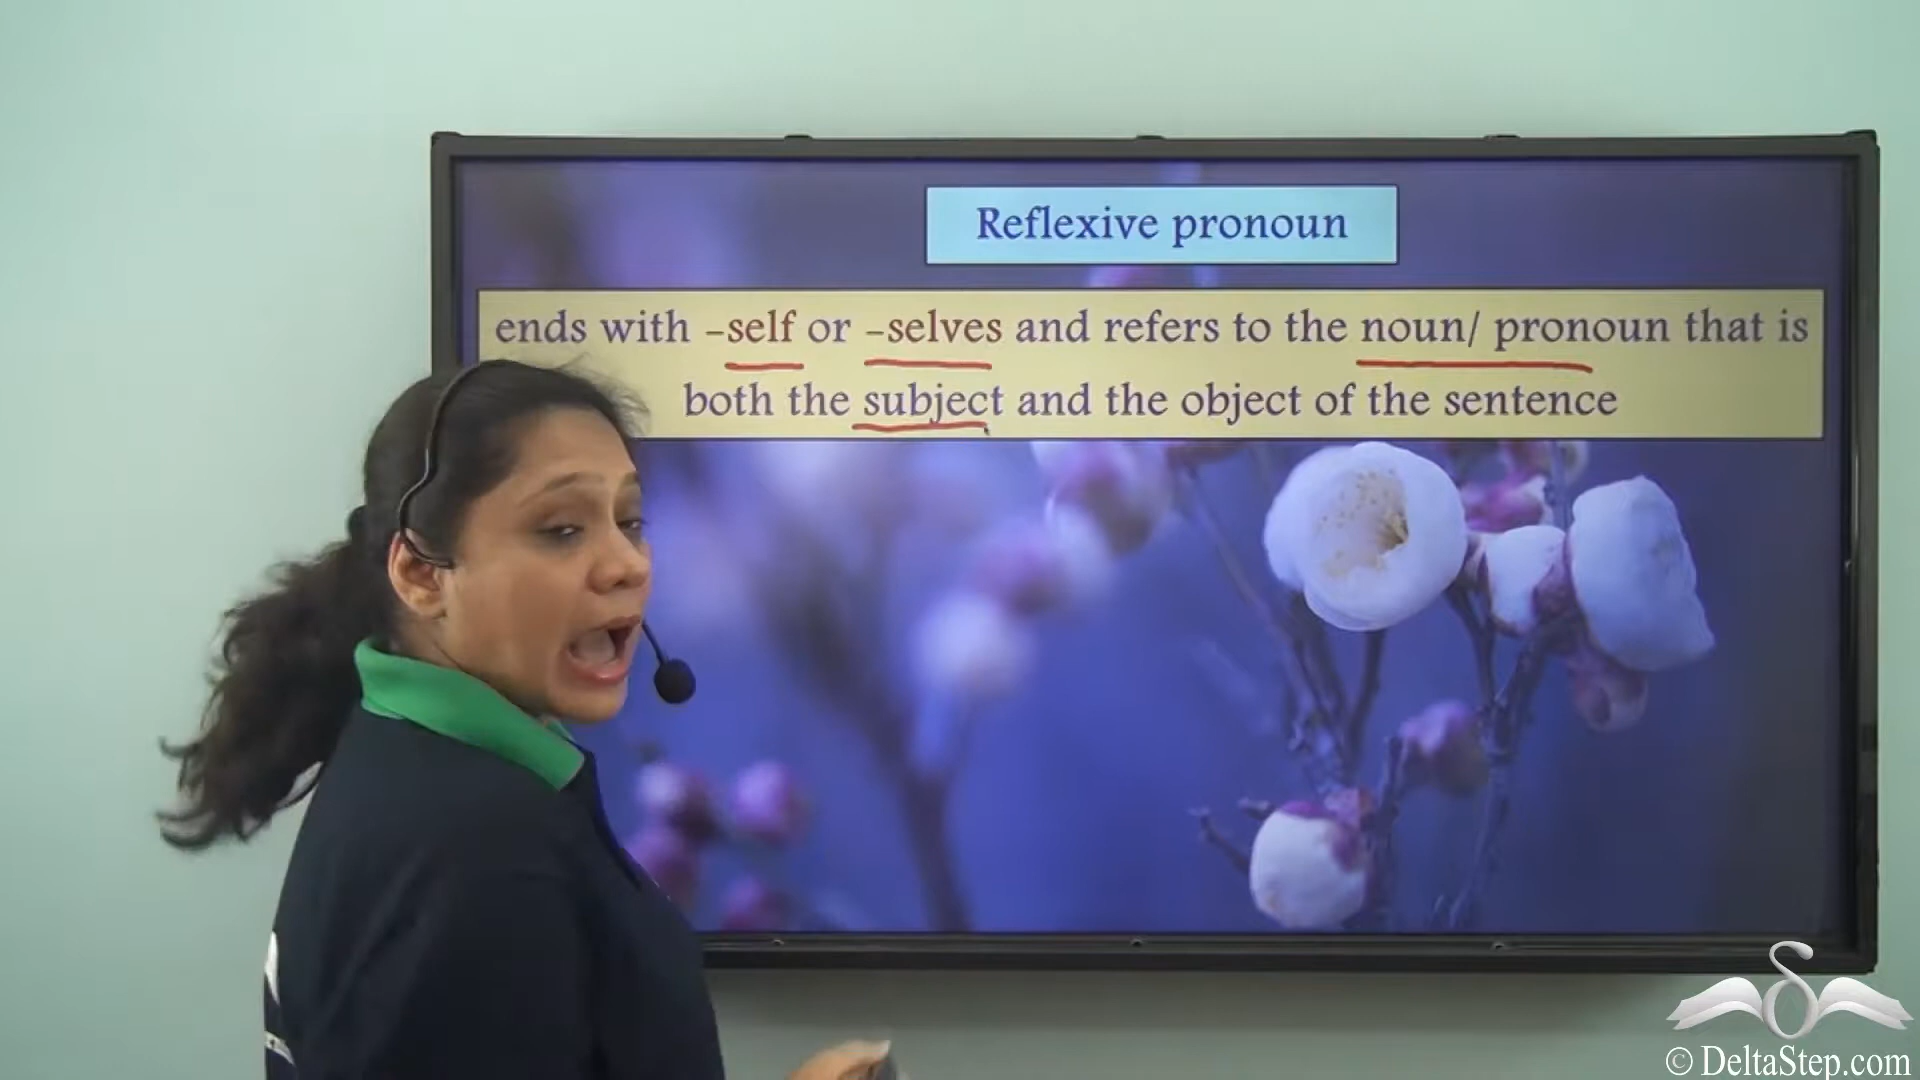 Reflexive pronoun
ends with -self or -selves and refers to the noun/ pronoun that is
both the subject and the object of the sentence
© DeltaStep.com